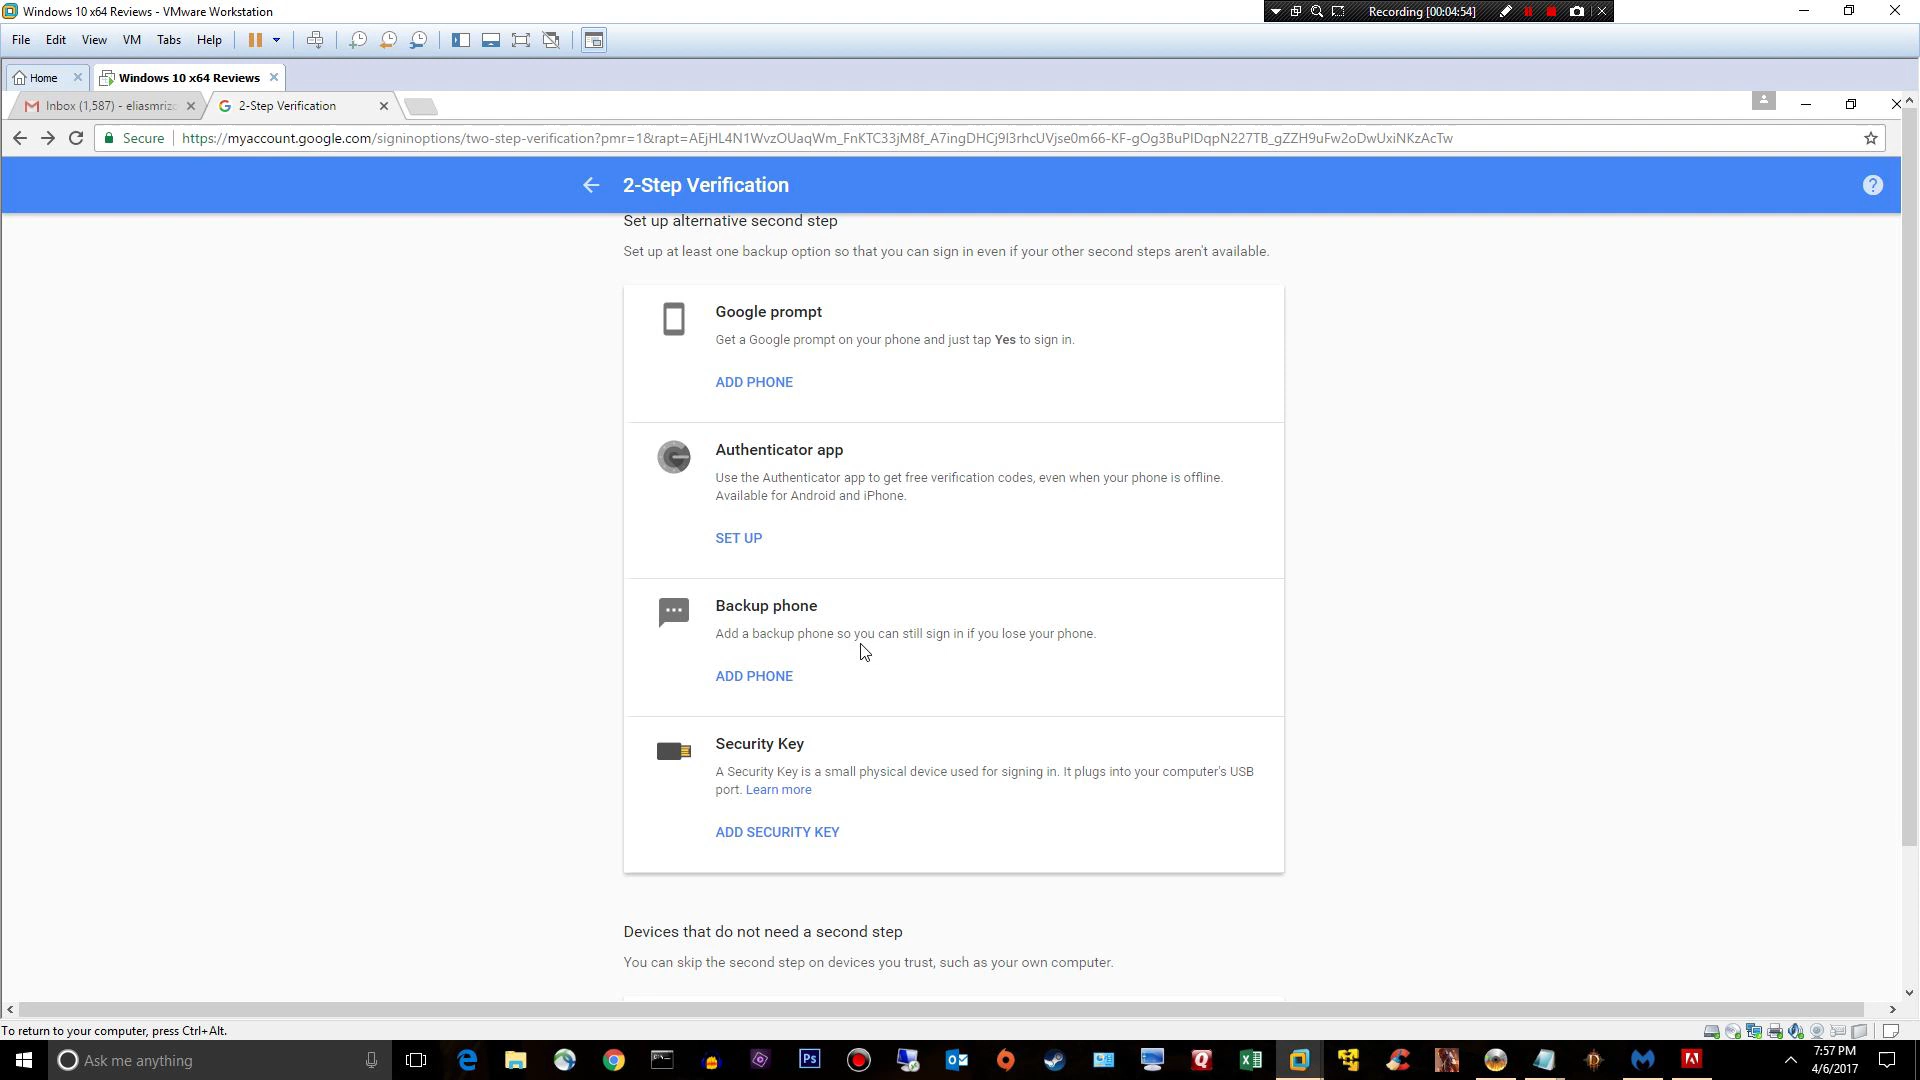 Windows 10 x64 Reviews - VMware Workstation
Recording [00:04:54]
File Edit View VM Tabs Help
Home
Windows 10 x64 Reviews
Inbox (1,587) - eliasmrizo
2-Step Verification
Secure
https://myaccount.google.com/signinoptions/two-step-verification?pmr=1&rapt=AEjHL4N1WvzOUaqWm_FnKTC33jM8f_A7ingDHCj9I3rhcUVjse0m66-KF-gOg3BuPIDqpN227TB_gZZH9uFw2oDwUxiNKzAcTw
2-Step Verification
Set up alternative second step
Set up at least one backup option so that you can sign in even if your other second steps aren't available.
Google prompt
Get a Google prompt on your phone and just tap Yes to sign in.
ADD PHONE
Authenticator app
Use the Authenticator app to get free verification codes, even when your phone is offline.
Available for Android and iPhone.
SET UP
Backup phone
Add a backup phone so you can still sign in if you lose your phone.
ADD PHONE
Security Key
A Security Key is a small physical device used for signing in. It plugs into your computer's USB
port. Learn more
ADD SECURITY KEY
Devices that do not need a second step
You can skip the second step on devices you trust, such as your own computer.
To return to your computer, press Ctrl+Alt.
Ask me anything
Ps
7:57 PM
4/6/2017